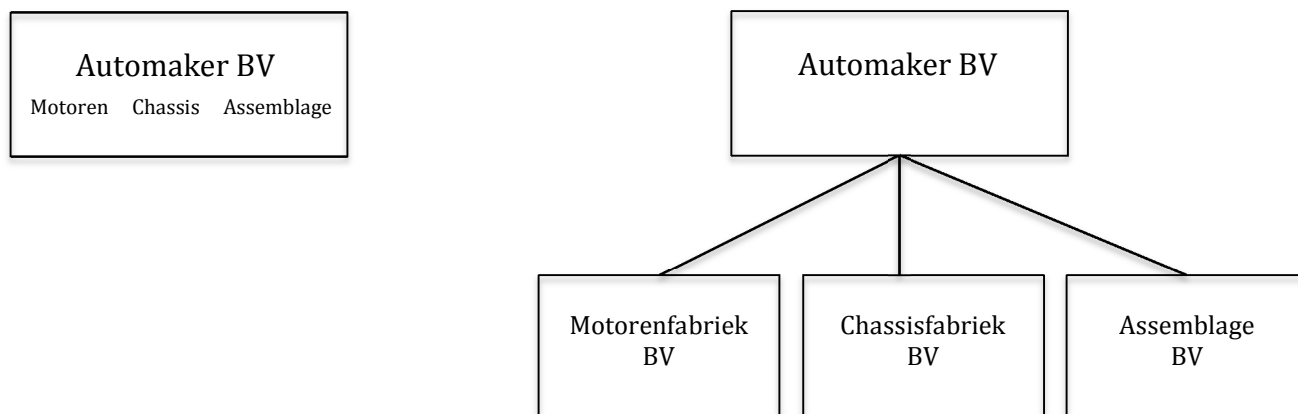 Automaker BV
Motoren Chassis Assemblage
Automaker BV
Motorenfabriek
BV
Chassisfabriek
BV
Assemblage
BV